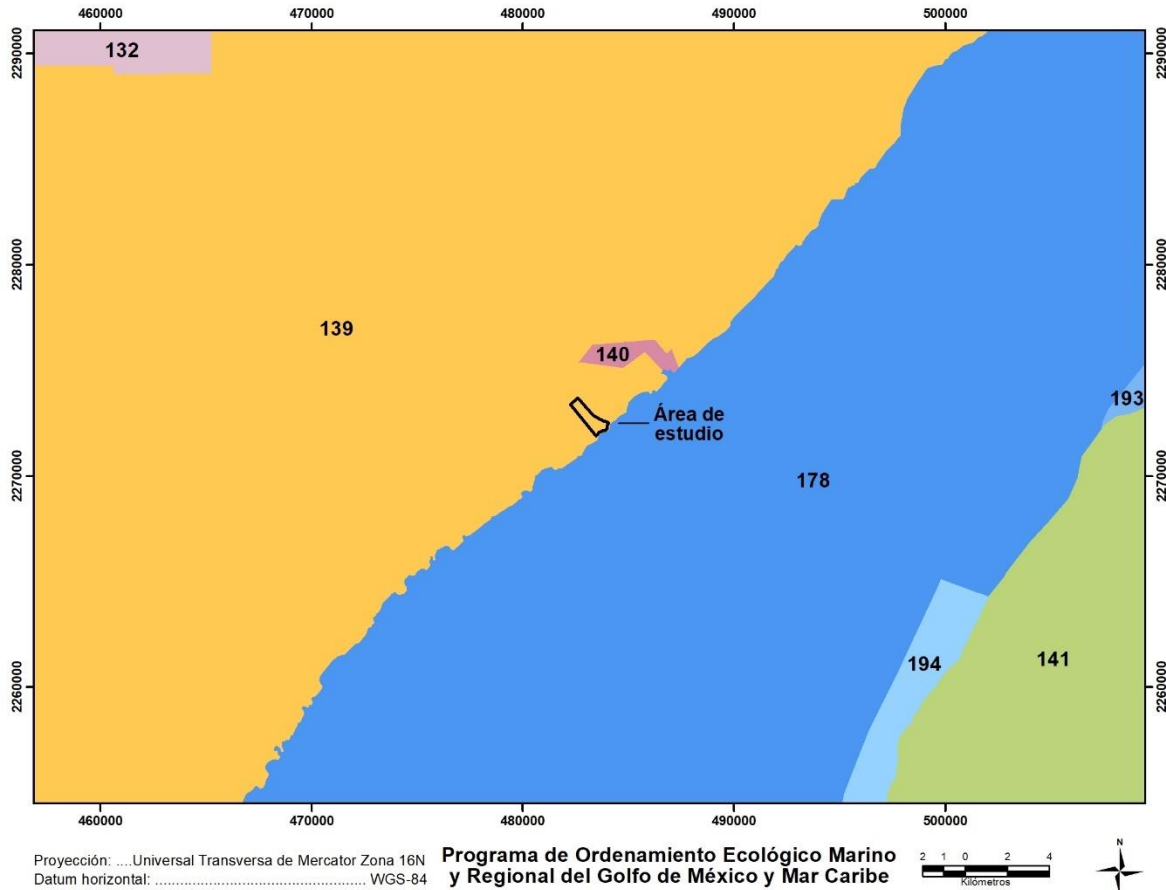 460000 470000 480000 490000 500000
2290000 132 2290000
2280000 2280000
139
140
193
Área de
estudio
2270000 178 2270000
194 141
2260000 2260000
460000 470000 480000 490000 500000
Proyección: ....Universal Transversa de Mercator Zona 16N
Datum horizontal: ................................................ WGS-84
Programa de Ordenamiento Ecológico Marino
y Regional del Golfo de México y Mar Caribe
2 1 0 2 4
Kilómetros
N